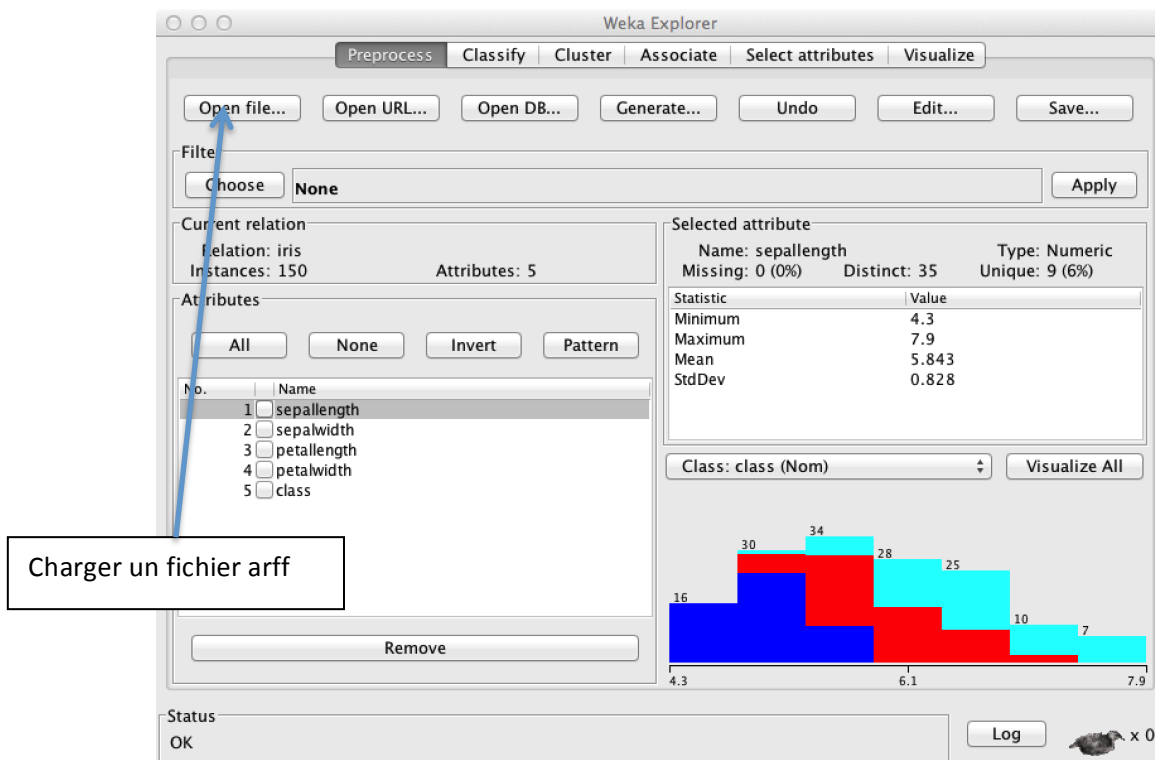 Weka Explorer
Preprocess Classify Cluster Associate Select attributes Visualize
Open file... Open URL... Open DB... Generate... Undo Edit... Save...
Filter
Choose None Apply
Current relation
Relation: iris
Instances: 150 Attributes: 5
Attributes
All None Invert Pattern
No. Name
1 sepallength
2 sepalwidth
3 petallength
4 petalwidth
5 class
Charger un fichier arff
Remove
Selected attribute
Name: sepallength Type: Numeric
Missing: 0 (0%) Distinct: 35 Unique: 9 (6%)
Statistic Value
Minimum 4.3
Maximum 7.9
Mean 5.843
StdDev 0.828
Class: class (Nom) Visualize All
16 30 34 28 25 10 7
4.3 6.1 7.9
Status
OK
Log x 0